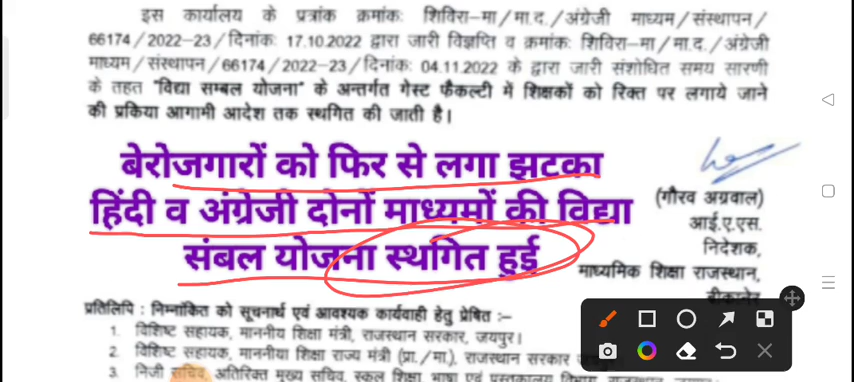 इस कार्यालय के पत्रांक क्रमांक: शिविरा-मा/मा.द./अंग्रेजी माध्यम/संस्थापन/
66174/2022-23/दिनांक: 17.10.2022 द्वारा जारी विज्ञप्ति व क्रमांक: शिविरा-मा/मा.द./अंग्रेजी
माध्यम/संस्थापन/66174/2022-23/दिनांक: 04.11.2022 के द्वारा जारी संशोधित समय सारणी
के तहत "विद्या सम्बल योजना" के अन्तर्गत गेस्ट फैकल्टी में शिक्षकों को रिक्त पर लगाये जाने
की प्रकिया आगामी आदेश तक स्थगित की जाती है।
बेरोजगारों को फिर से लगा झटका
हिंदी व अंग्रेजी दोनों माध्यमों की विद्या
संबल योजना स्थगित हुई
(गौरव अग्रवाल)
आई.ए.एस.
निदेशक,
माध्यमिक शिक्षा राजस्थान,
बीकानेर
प्रतिलिपि : निम्नांकित को सूचनार्थ एवं आवश्यक कार्यवाही हेतु प्रेषित :-
1. विशिष्ट सहायक, माननीय शिक्षा मंत्री, राजस्थान सरकार, जयपुर।
2. विशिष्ट सहायक, माननीया शिक्षा राज्य मंत्री (प्रा./मा.), राजस्थान सरकार
3. निजी सचिव, अतिरिक्त मुख्य सचिव, स्कूल शिक्षा भाषा एवं पुस्तकालय विभाग,